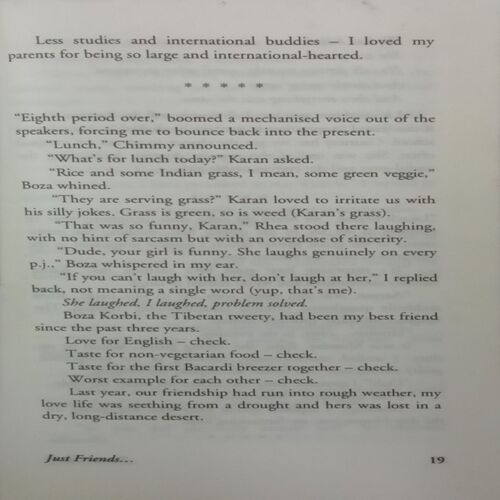 Less studies and international buddies – I loved my
parents for being so large and international-hearted.
* * * * *
"Eighth period over," boomed a mechanised voice out of the
speakers, forcing me to bounce back into the present.
"Lunch," Chimmy announced.
"What's for lunch today?" Karan asked.
"Rice and some Indian grass, I mean, some green veggie,"
Boza whined.
"They are serving grass?" Karan loved to irritate us with
his silly jokes. Grass is green, so is weed (Karan's grass).
"That was so funny, Karan," Rhea stood there laughing,
with no hint of sarcasm but with an overdose of sincerity.
"Dude, your girl is funny. She laughs genuinely on every
p.j.," Boza whispered in my ear.
"If you can't laugh with her, don't laugh at her," I replied
back, not meaning a single word (yup, that's me).
She laughed, I laughed, problem solved.
Boza Korbi, the Tibetan tweety, had been my best friend
since the past three years.
Love for English – check.
Taste for non-vegetarian food – check.
Taste for the first Bacardi breezer together – check.
Worst example for each other – check.
Last year, our friendship had run into rough weather, my
love life was seething from a drought and hers was lost in a
dry, long-distance desert.
Just Friends... 19